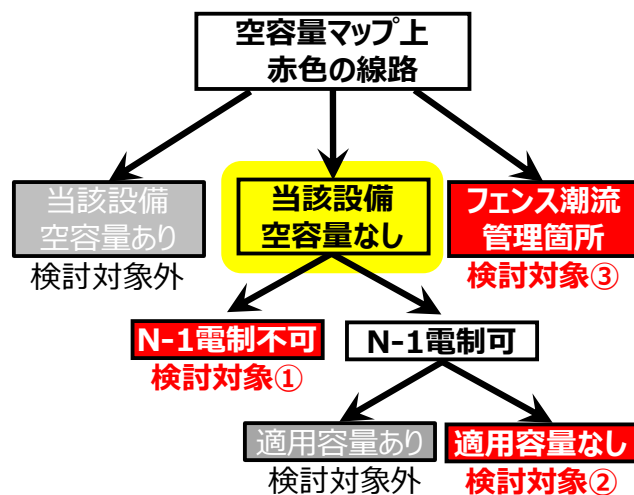 空容量マップ上
赤色の線路
当該設備
空容量あり
検討対象外
当該設備
空容量なし
フェンス潮流
管理箇所
検討対象③
N-1電制不可
検討対象①
N-1電制可
適用容量あり
検討対象外
適用容量なし
検討対象②